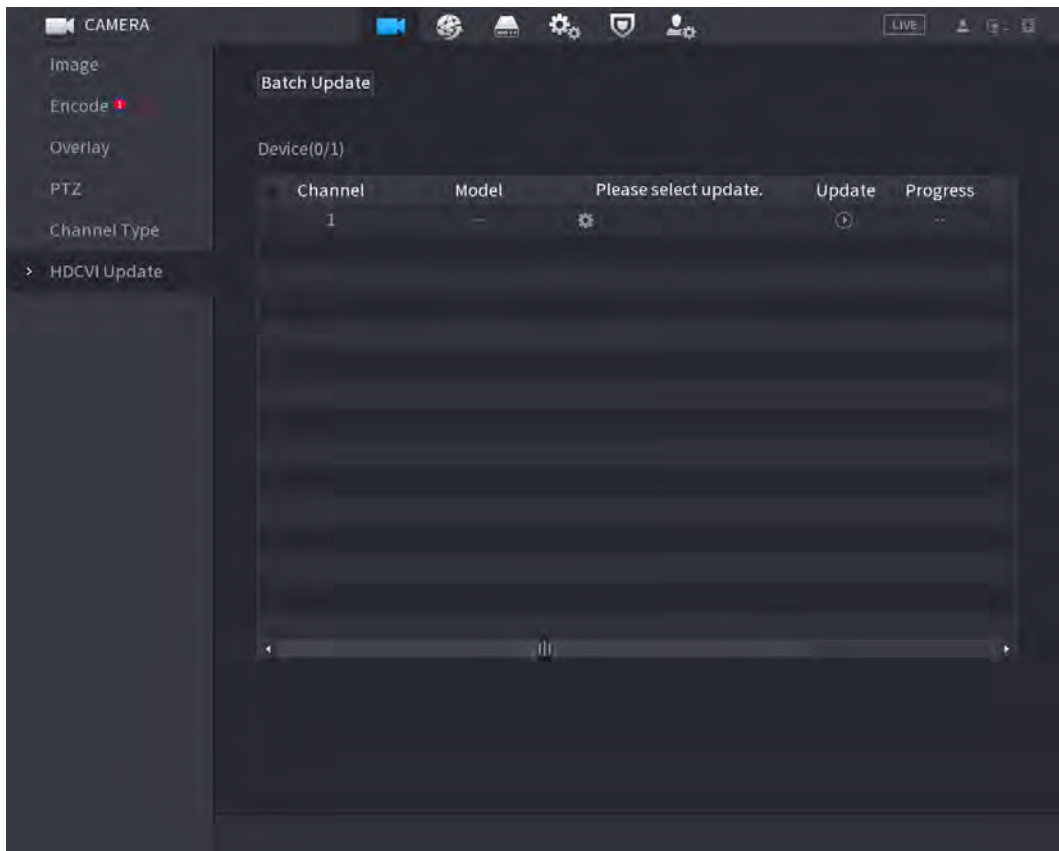 CAMERA
LIVE
Image
Encode 1
Overlay
PTZ
Channel Type
HDCVI Update
Batch Update
Device(0/1)
Channel Model Please select update. Update Progress
1 -- --